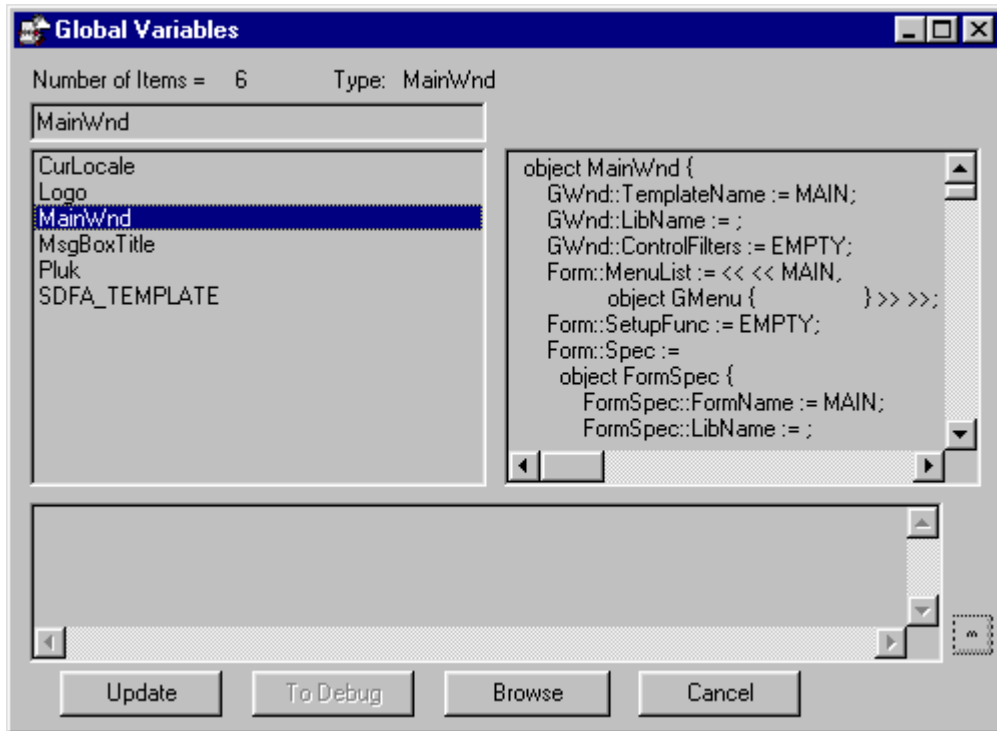 Global Variables
Number of Items = 6 Type: MainWnd
MainWnd
CurLocale
Logo
MainWnd
MsgBoxTitle
Pluk
SDFA_TEMPLATE
object MainWnd {
GWnd::TemplateName := MAIN;
GWnd::LibName := ;
GWnd::ControlFilters := EMPTY;
Form::MenuList := << << MAIN,
object GMenu { } >> >>;
Form::SetupFunc := EMPTY;
Form::Spec :=
object FormSpec {
FormSpec::FormName := MAIN;
FormSpec::LibName := ;
Update To Debug Browse Cancel